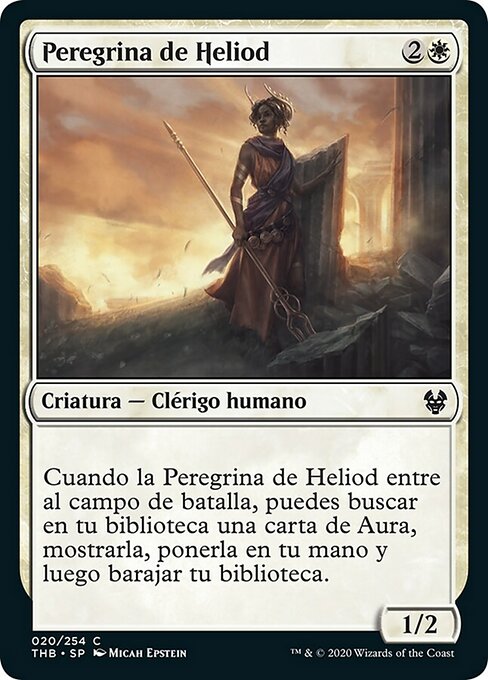 Peregrina de Heliod 2
Criatura — Clérigo humano
Cuando la Peregrina de Heliod entre
al campo de batalla, puedes buscar
en tu biblioteca una carta de Aura,
mostrarla, ponerla en tu mano y
luego barajar tu biblioteca.
1/2
020/254 C
THB • SP Micah Epstein
™ & © 2020 Wizards of the Coast